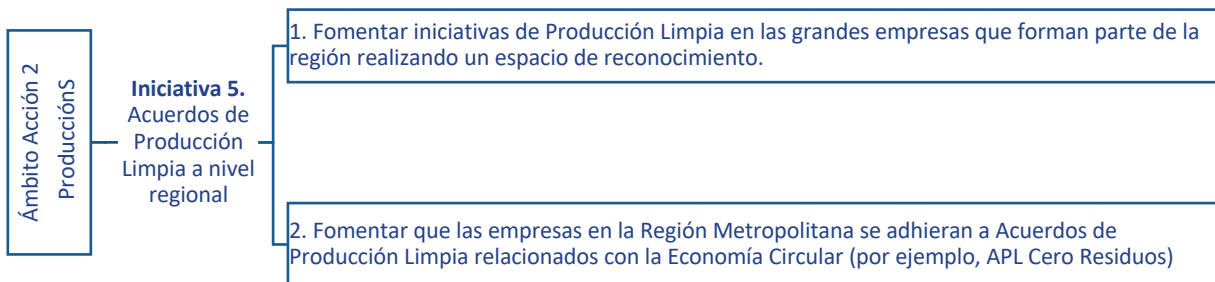 Ámbito Acción 2
ProducciónS
Iniciativa 5.
Acuerdos de
Producción
Limpia a nivel
regional
1. Fomentar iniciativas de Producción Limpia en las grandes empresas que forman parte de la
región realizando un espacio de reconocimiento.
2. Fomentar que las empresas en la Región Metropolitana se adhieran a Acuerdos de
Producción Limpia relacionados con la Economía Circular (por ejemplo, APL Cero Residuos)